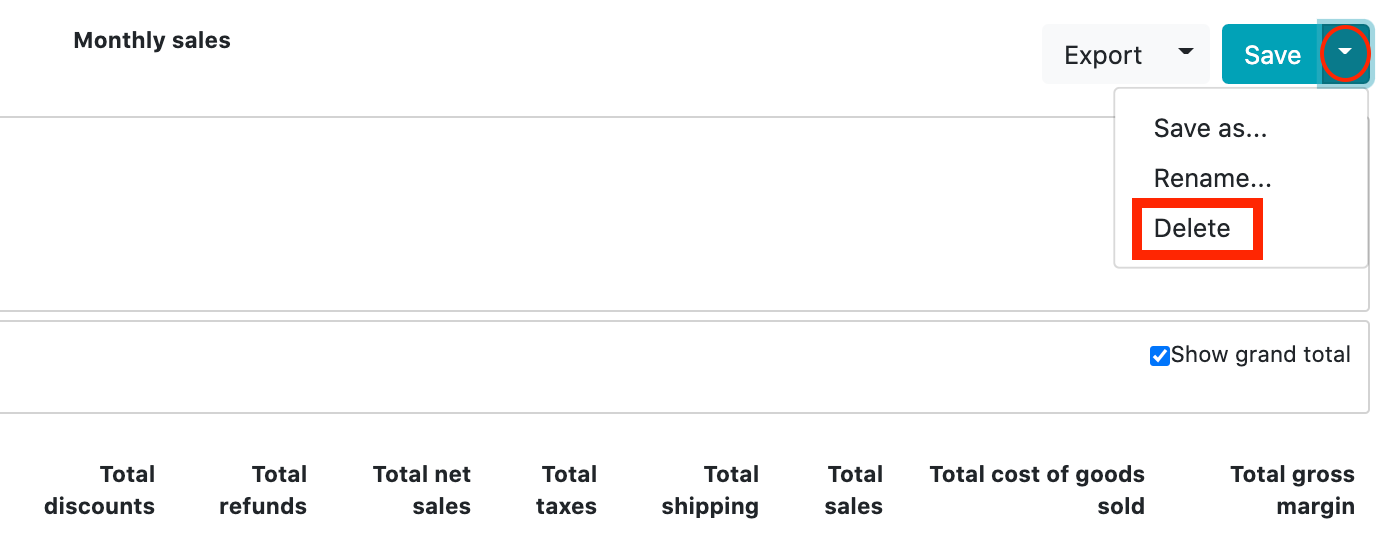 Monthly sales
Export
Save
Save as...
Rename...
Delete
Show grand total
Total discounts
Total refunds
Total net sales
Total taxes
Total shipping
Total sales
Total cost of goods sold
Total gross margin